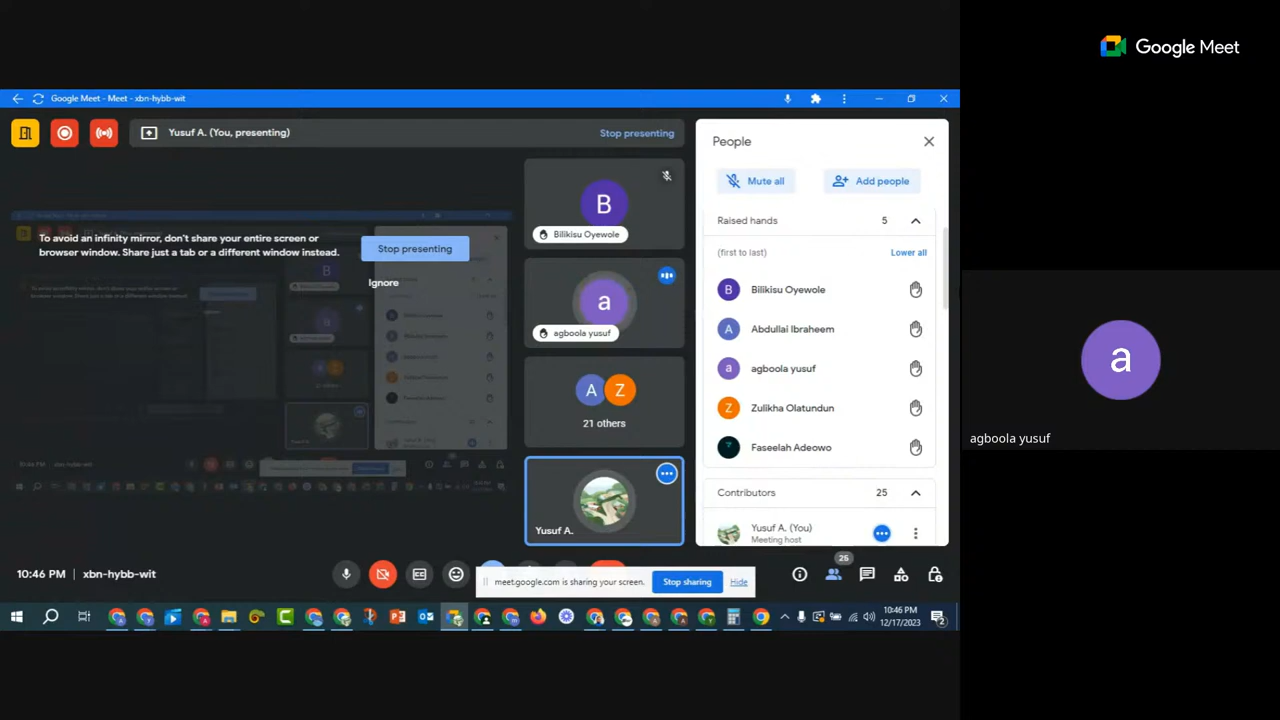 Google Meet
Google Meet - Meet - xbn-hybb-wit
Yusuf A. (You, presenting)
Stop presenting
To avoid an infinity mirror, don't share your entire screen or
browser window. Share just a tab or a different window instead.
Stop presenting
Ignore
B
Bilikisu Oyewole
a
agboola yusuf
A Z
21 others
Yusuf A.
People
Mute all
Add people
Raised hands 5
(first to last) Lower all
B Bilikisu Oyewole
A Abdullai Ibraheem
a agboola yusuf
Z Zulikha Olatundun
Faseelah Adeowo
Contributors 25
Yusuf A. (You)
Meeting host
a
agboola yusuf
10:46 PM | xbn-hybb-wit
25
meet.google.com is sharing your screen.
Stop sharing
Hide
10:46 PM
12/17/2023
2